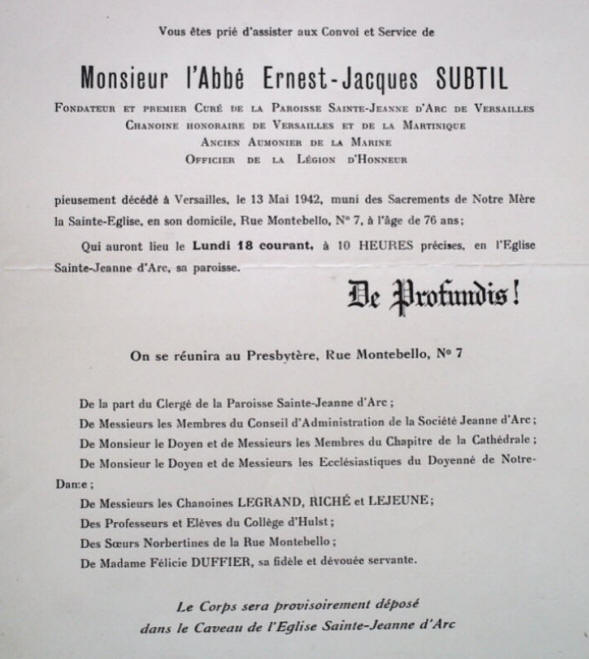 Vous êtes prié d'assister aux Convoi et Service de
Monsieur l'Abbé Ernest-Jacques SUBTIL
Fondateur et premier Curé de la Paroisse Sainte-Jeanne d'Arc de Versailles
Chanoine honoraire de Versailles et de la Martinique
Ancien Aumonier de la Marine
Officier de la Légion d'Honneur
pieusement décédé à Versailles, le 13 Mai 1942, muni des Sacrements de Notre Mère
la Sainte-Eglise, en son domicile, Rue Montebello, N° 7, à l'âge de 76 ans;
Qui auront lieu le Lundi 18 courant, à 10 HEURES précises, en l'Eglise
Sainte-Jeanne d'Arc, sa paroisse.
De Profundis!
On se réunira au Presbytère, Rue Montebello, N° 7
De la part du Clergé de la Paroisse Sainte-Jeanne d'Arc;
De Messieurs les Membres du Conseil d'Administration de la Société Jeanne d'Arc;
De Monsieur le Doyen et de Messieurs les Membres du Chapitre de la Cathédrale;
De Monsieur le Doyen et de Messieurs les Ecclésiastiques du Doyenné de Notre-
Dame;
De Messieurs les Chanoines LEGRAND, RICHÉ et LEJEUNE;
Des Professeurs et Elèves du Collège d'Hulst;
Des Sœurs Norbertines de la Rue Montebello;
De Madame Félicie DUFFIER, sa fidèle et dévouée servante.
Le Corps sera provisoirement déposé
dans le Caveau de l'Eglise Sainte-Jeanne d'Arc